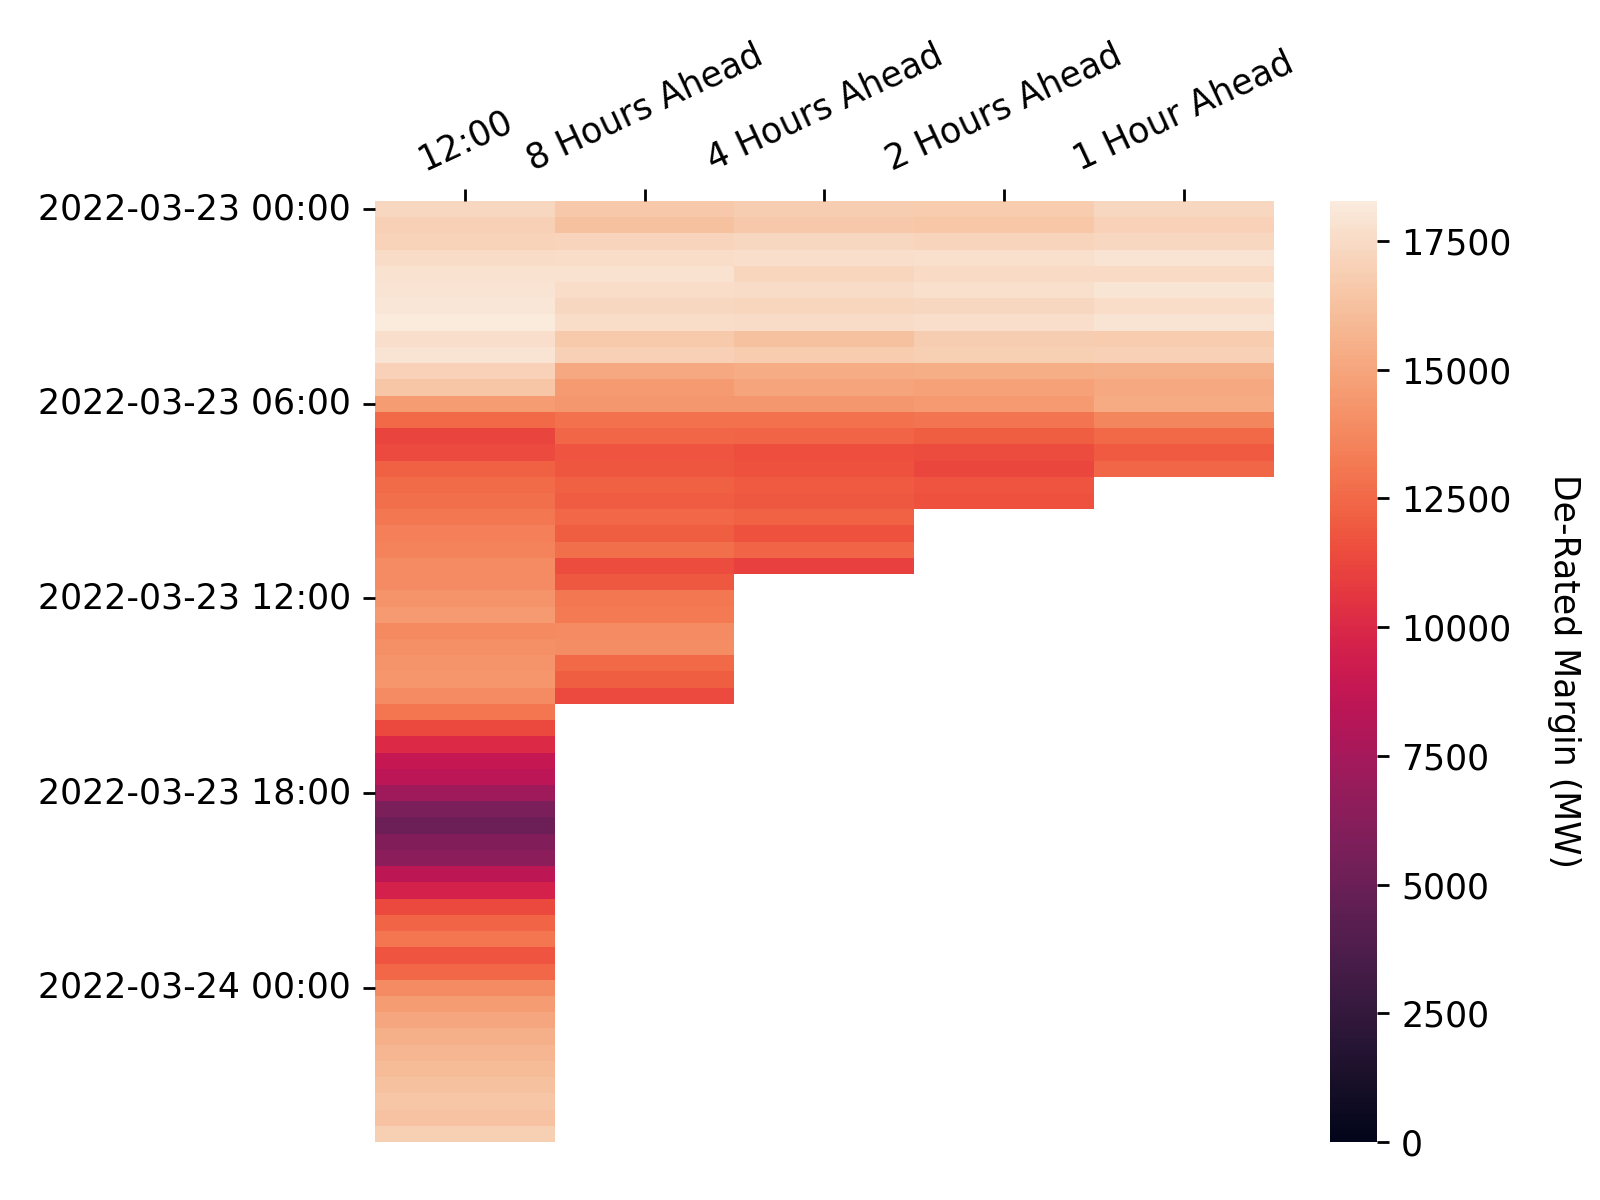 12:00
8 Hours Ahead
4 Hours Ahead
2 Hours Ahead
1 Hour Ahead
2022-03-23 00:00
2022-03-23 06:00
2022-03-23 12:00
2022-03-23 18:00
2022-03-24 00:00
17500
15000
12500
10000
7500
5000
2500
0
De-Rated Margin (MW)